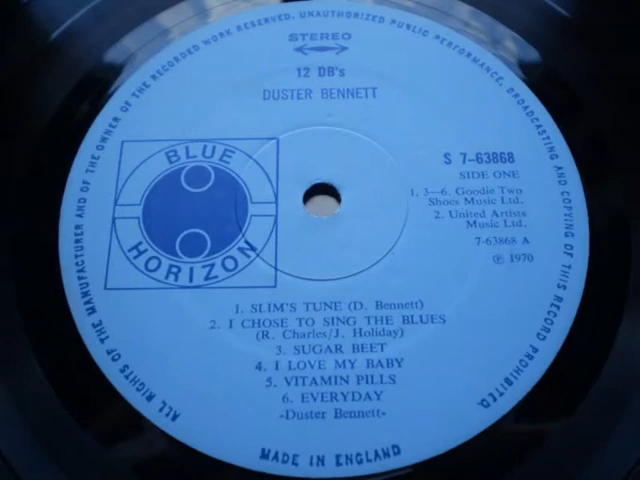 ALL RIGHTS OF THE MANUFACTURER AND OF THE OWNER OF THE RECORDED WORK RESERVED. UNAUTHORIZED PUBLIC PERFORMANCE, BROADCASTING AND COPYING OF THIS RECORD PROHIBITED.
STEREO
12 DB's
DUSTER BENNETT
BLUE
HORIZON
S 7-63868
SIDE ONE
1. 3—6. Goodie Two
Shoes Music Ltd.
2. United Artists
Music Ltd.
7-63868 A
℗ 1970
1. SLIM'S TUNE (D. Bennett)
2. I CHOSE TO SING THE BLUES
(R. Charles/J. Holiday)
3. SUGAR BEET
4. I LOVE MY BABY
5. VITAMIN PILLS
6. EVERYDAY
-Duster Bennett-
MADE IN ENGLAND